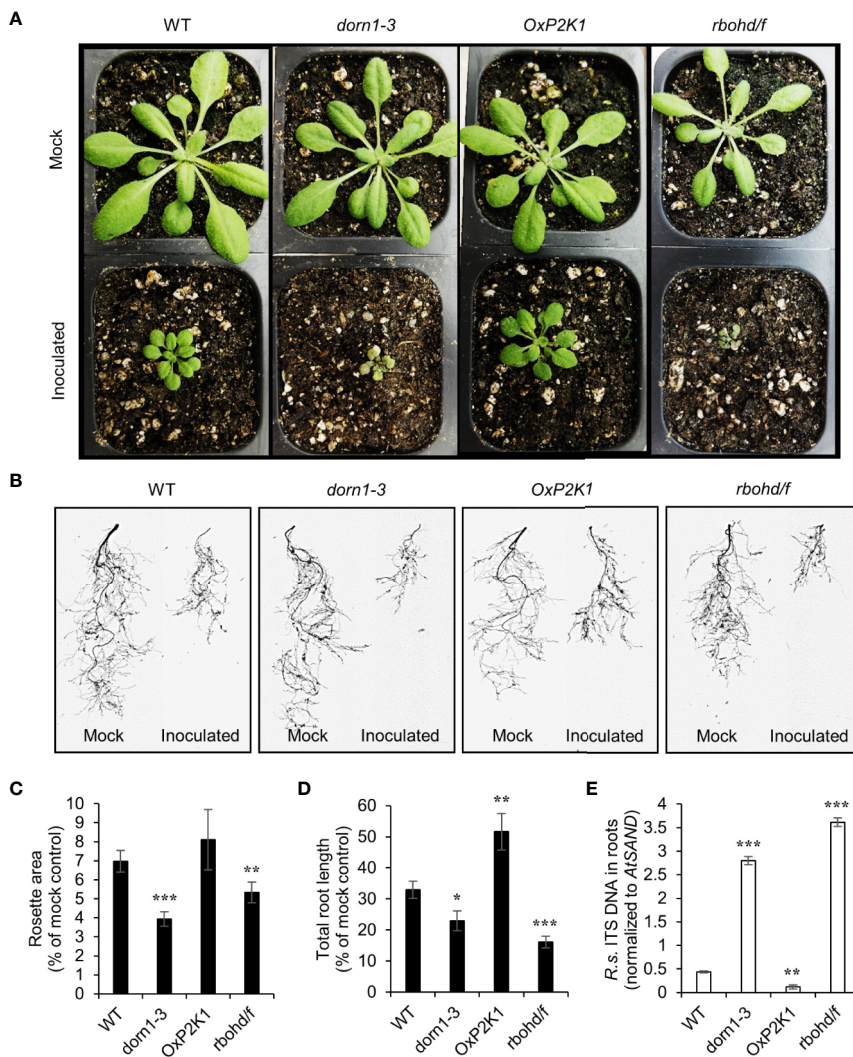 A
WT
dorn1-3
OxP2K1
rbohd/f
Mock
Inoculated
B
WT
dorn1-3
OxP2K1
rbohd/f
Mock
Inoculated
Mock
Inoculated
Mock
Inoculated
Mock
Inoculated
C
Rosette area
(% of mock control)
10
9
8
7
6
5
4
3
2
1
0
***
**
WT
dorn1-3
OxP2K1
rbohd/f
D
Total root length
(% of mock control)
60
50
40
30
20
10
0
*
**
***
WT
dorn1-3
OxP2K1
rbohd/f
E
R.s. ITS DNA in roots
(normalized to AtSAND)
4
3.5
3
2.5
2
1.5
1
0.5
0
***
**
***
WT
dorn1-3
OxP2K1
rbohd/f